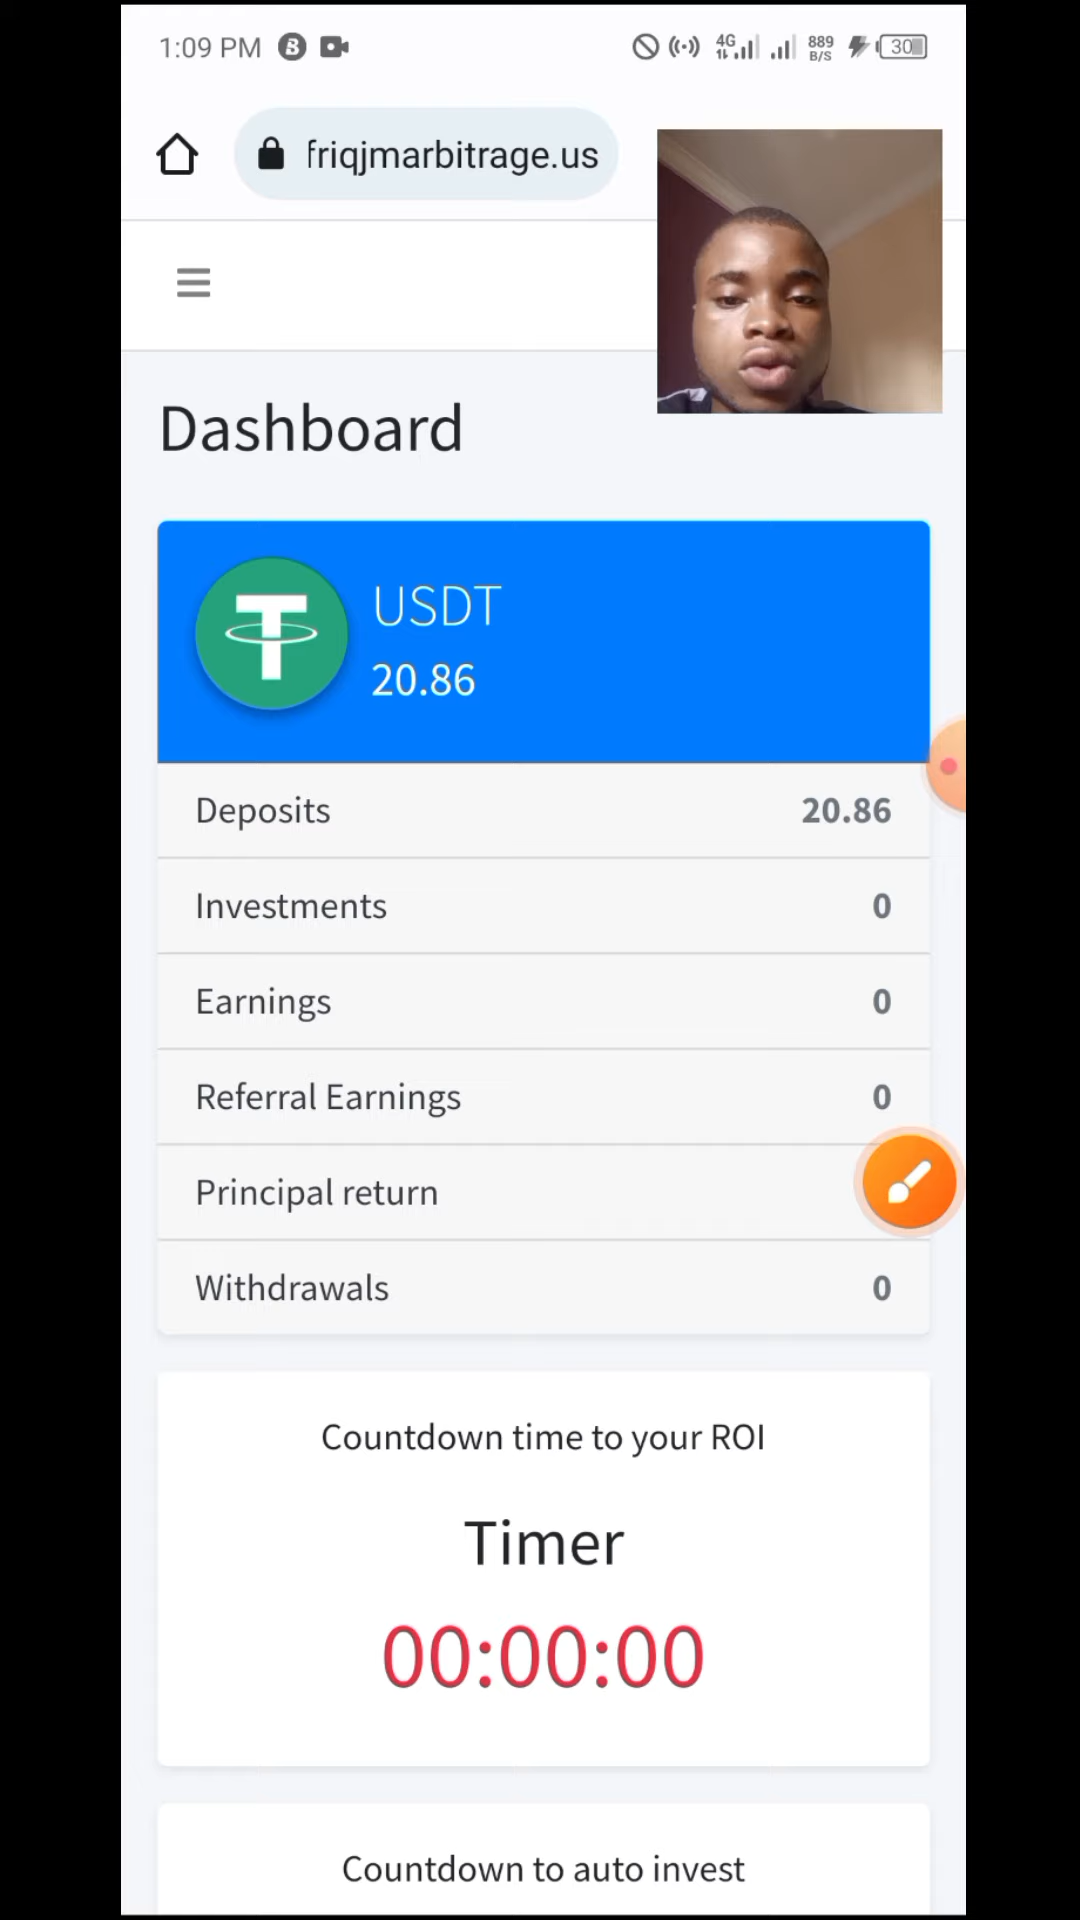 1:09 PM
4G
889
B/S
30
friqjmarbitrage.us
Dashboard
USDT
20.86
Deposits 20.86
Investments 0
Earnings 0
Referral Earnings 0
Principal return
Withdrawals 0
Countdown time to your ROI
Timer
00:00:00
Countdown to auto invest